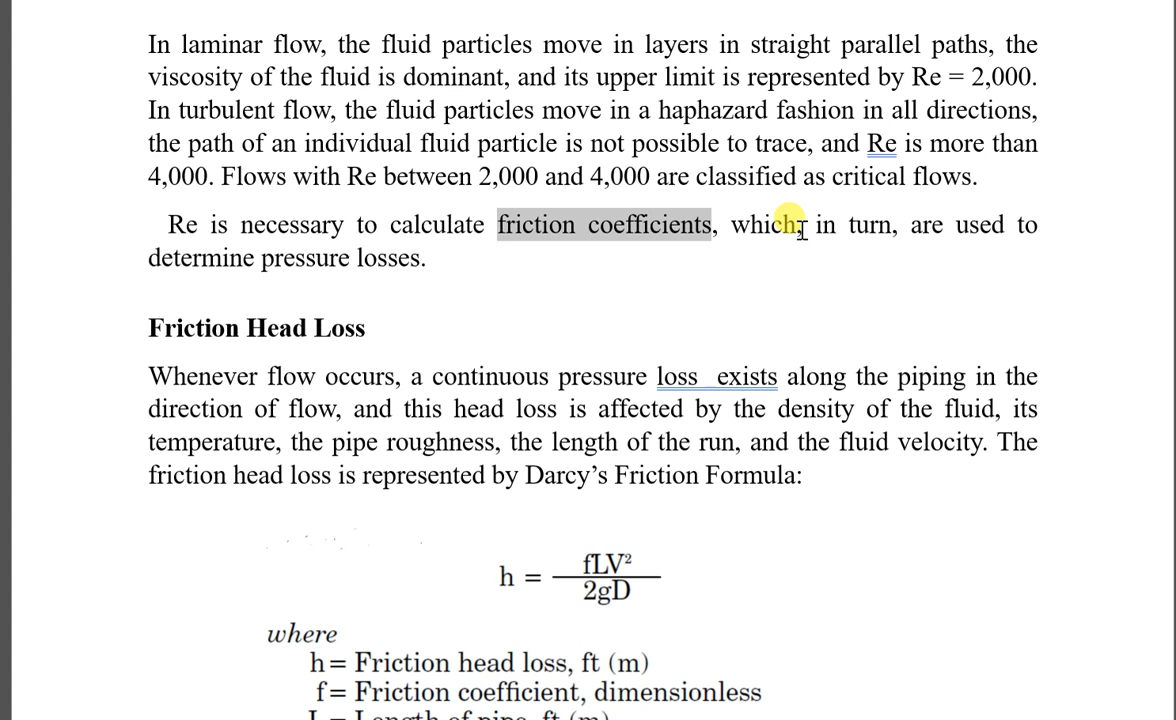 In laminar flow, the fluid particles move in layers in straight parallel paths, the
viscosity of the fluid is dominant, and its upper limit is represented by Re = 2,000.
In turbulent flow, the fluid particles move in a haphazard fashion in all directions,
the path of an individual fluid particle is not possible to trace, and Re is more than
4,000. Flows with Re between 2,000 and 4,000 are classified as critical flows.
Re is necessary to calculate friction coefficients, which, in turn, are used to
determine pressure losses.
Friction Head Loss
Whenever flow occurs, a continuous pressure loss exists along the piping in the
direction of flow, and this head loss is affected by the density of the fluid, its
temperature, the pipe roughness, the length of the run, and the fluid velocity. The
friction head loss is represented by Darcy’s Friction Formula:
h = fLV²
2gD
where
h = Friction head loss, ft (m)
f = Friction coefficient, dimensionless
L = Length of pipe, ft (m)